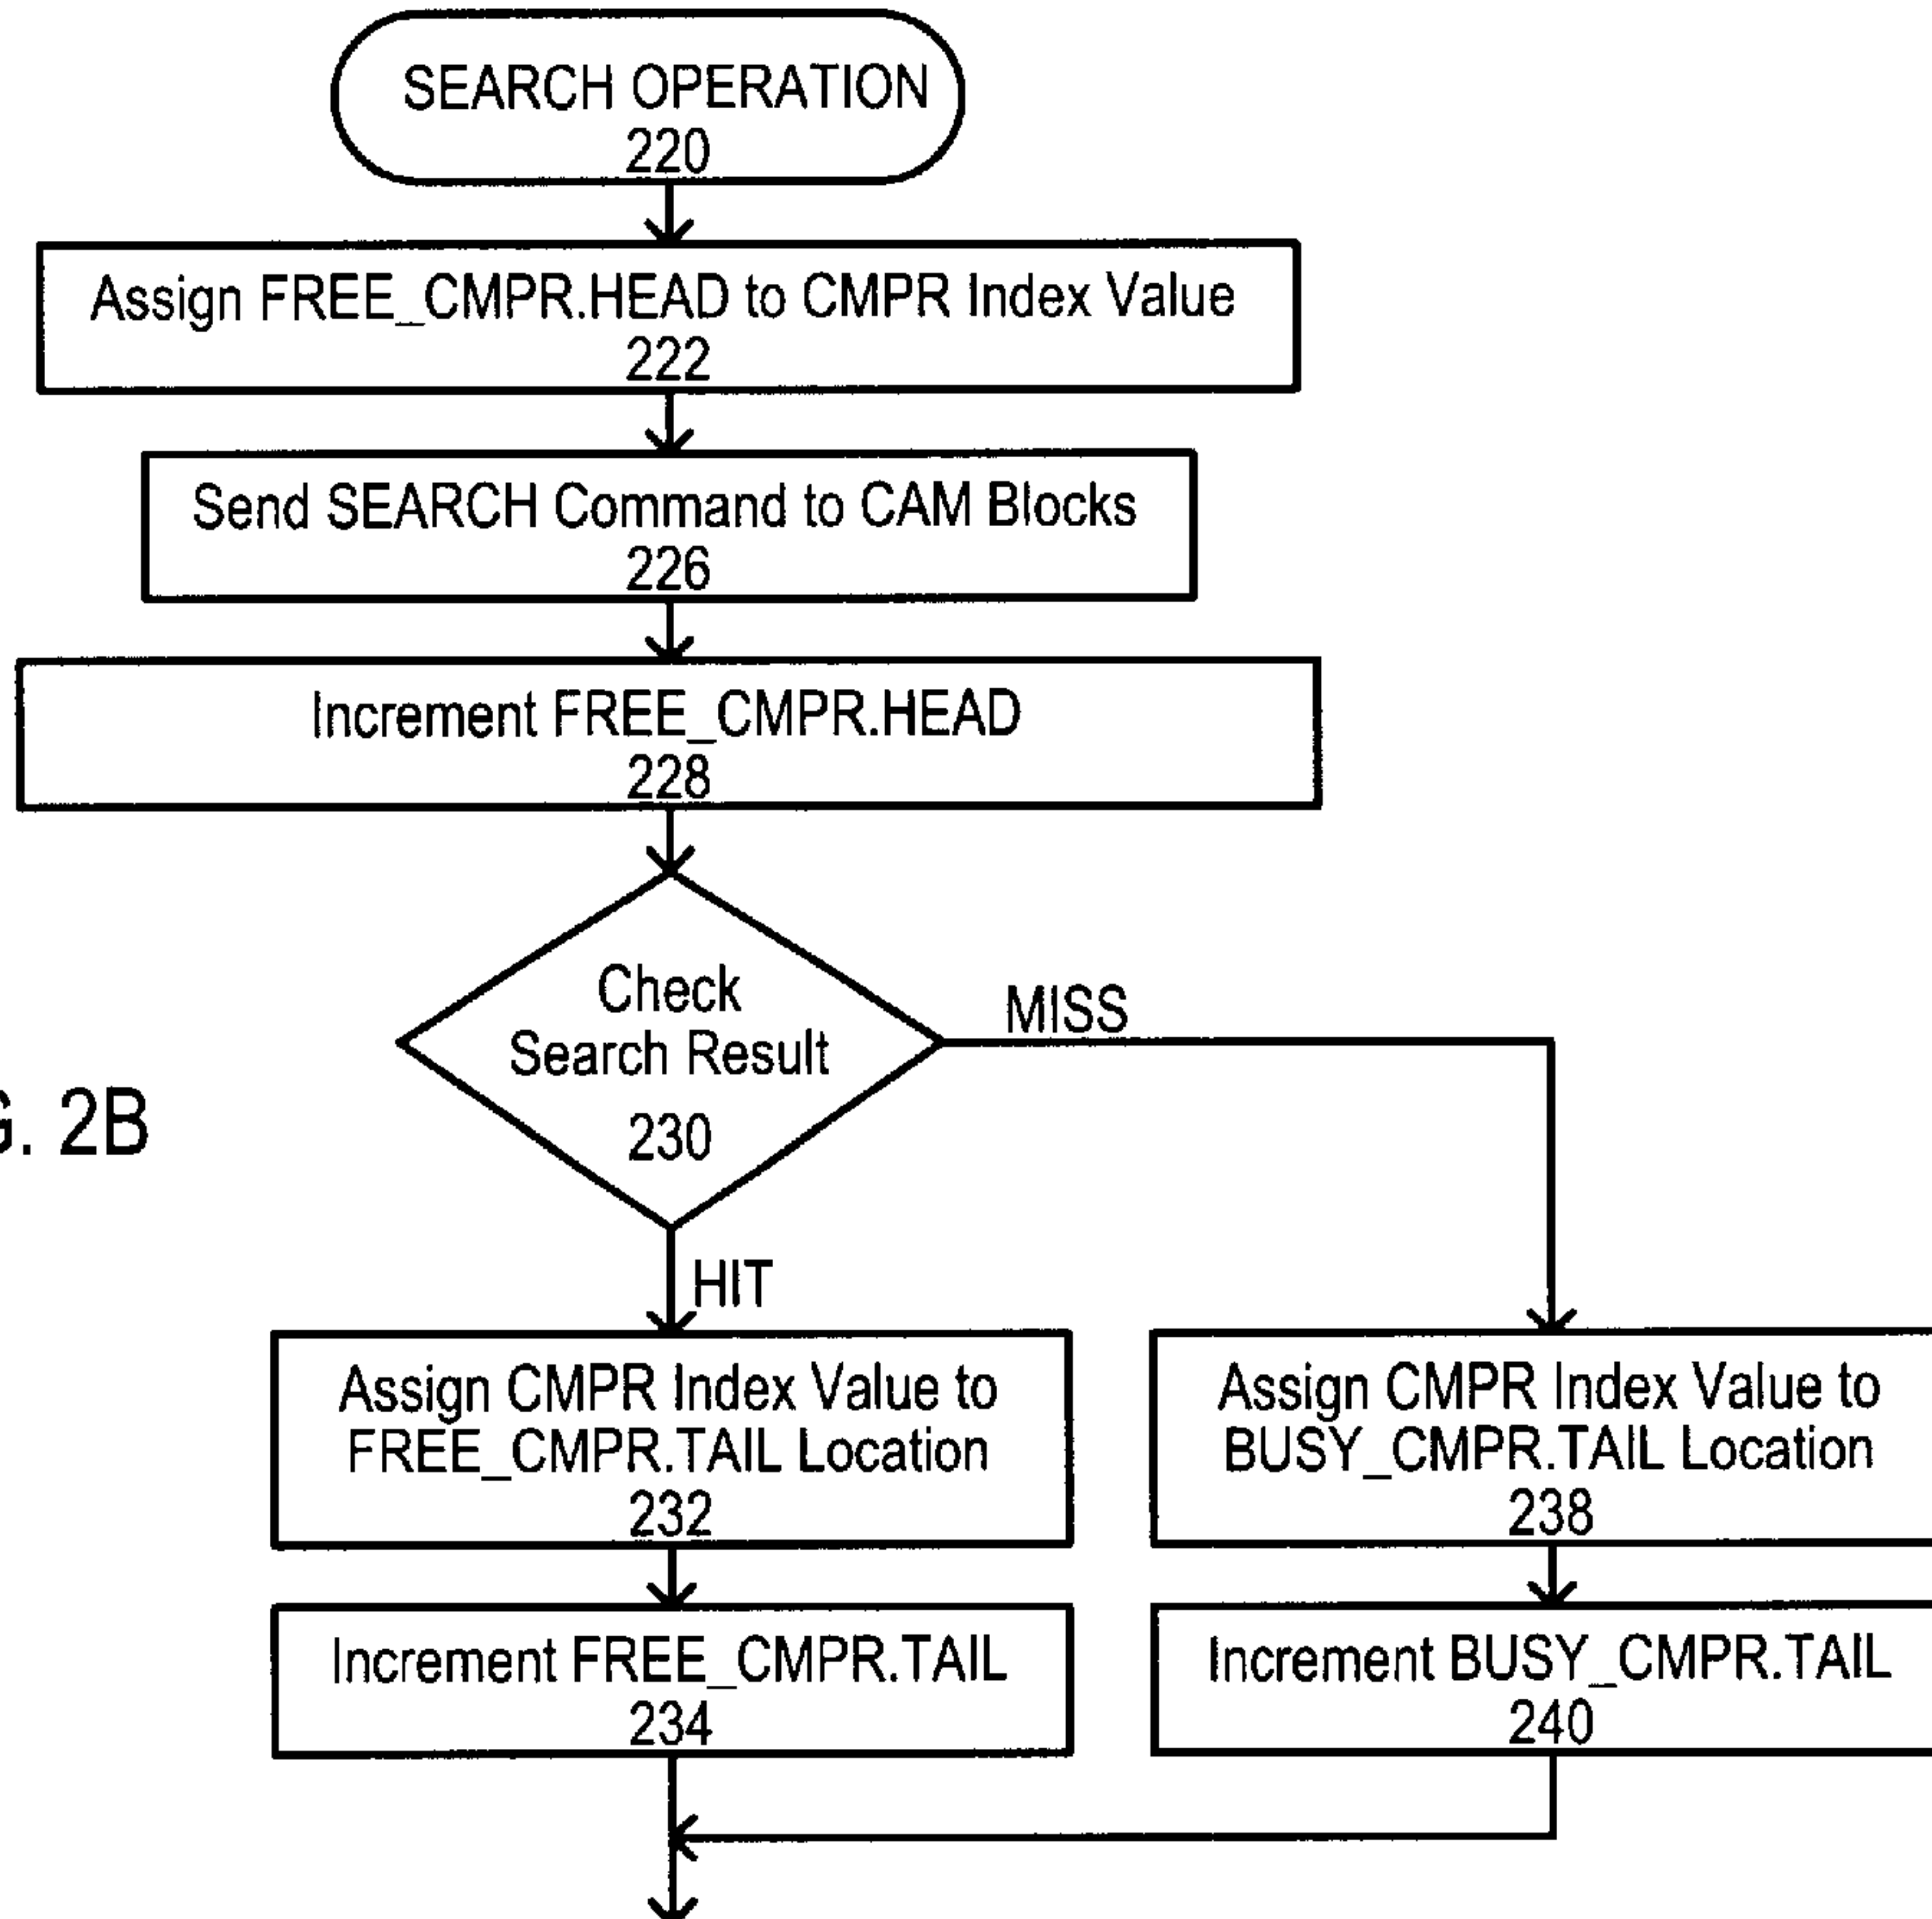 SEARCH OPERATION
220
Assign FREE_CMPR.HEAD to CMPR Index Value
222
Send SEARCH Command to CAM Blocks
226
Increment FREE_CMPR.HEAD
228
Check
Search Result
230
MISS
G. 2B
HIT
Assign CMPR Index Value to
FREE_CMPR.TAIL Location
232
Assign CMPR Index Value to
BUSY_CMPR.TAIL Location
238
Increment FREE_CMPR.TAIL
234
Increment BUSY_CMPR.TAIL
240